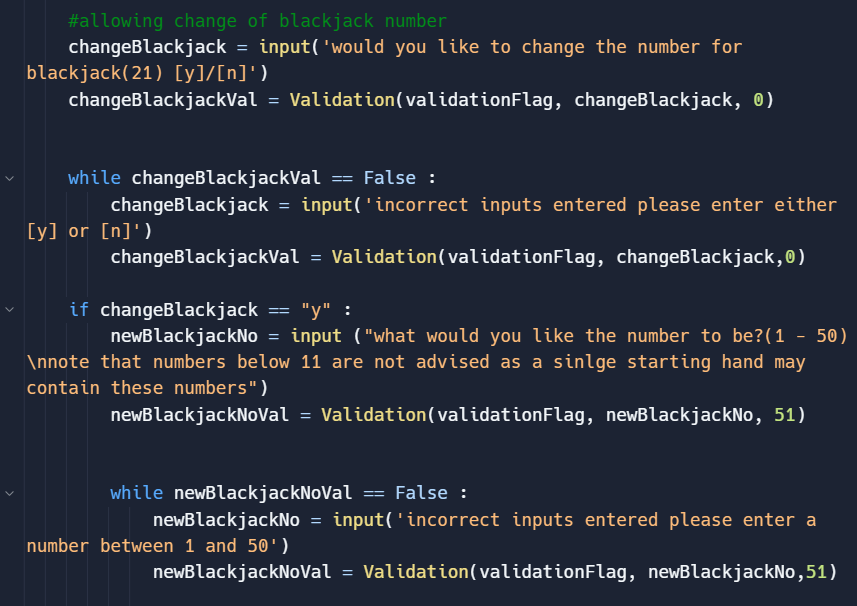 #allowing change of blackjack number
changeBlackjack = input('would you like to change the number for
blackjack(21) [y]/[n]')
changeBlackjackVal = Validation(validationFlag, changeBlackjack, 0)
while changeBlackjackVal == False :
changeBlackjack = input('incorrect inputs entered please enter either
[y] or [n]')
changeBlackjackVal = Validation(validationFlag, changeBlackjack,0)
if changeBlackjack == "y" :
newBlackjackNo = input ("what would you like the number to be?(1 - 50)
\nnote that numbers below 11 are not advised as a sinlge starting hand may
contain these numbers")
newBlackjackNoVal = Validation(validationFlag, newBlackjackNo, 51)
while newBlackjackNoVal == False :
newBlackjackNo = input('incorrect inputs entered please enter a
number between 1 and 50')
newBlackjackNoVal = Validation(validationFlag, newBlackjackNo,51)